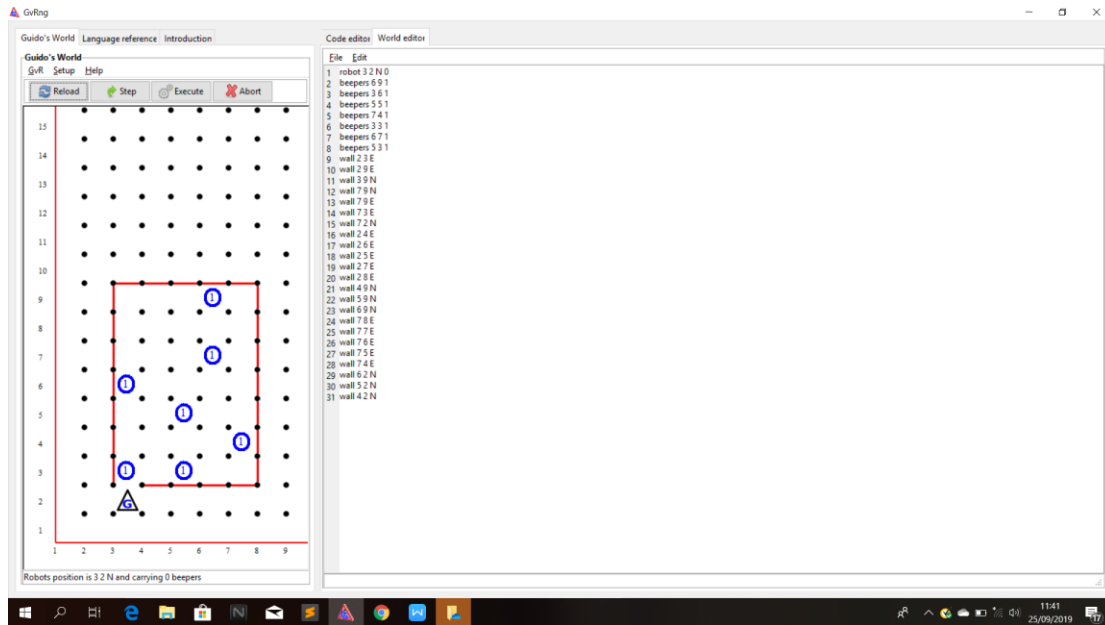 GvRng
Guido's World Language reference Introduction
Guido's World
GvR Setup Help
Reload Step Execute Abort
15
14
13
12
11
10
9
8
7
6
5
4
3
2
1
1
1
1
1
1
1
1
G
1 2 3 4 5 6 7 8 9
Robots position is 3 2 N and carrying 0 beepers
Code editor World editor
File Edit
1 robot 3 2 N 0
2 beepers 6 9 1
3 beepers 3 6 1
4 beepers 5 5 1
5 beepers 7 4 1
6 beepers 3 3 1
7 beepers 6 7 1
8 beepers 5 3 1
9 wall 2 3 E
10 wall 2 9 E
11 wall 3 9 N
12 wall 7 9 N
13 wall 7 9 E
14 wall 7 3 E
15 wall 7 2 N
16 wall 2 4 E
17 wall 2 6 E
18 wall 2 5 E
19 wall 2 7 E
20 wall 2 8 E
21 wall 4 9 N
22 wall 5 9 N
23 wall 6 9 N
24 wall 7 8 E
25 wall 7 7 E
26 wall 7 6 E
27 wall 7 5 E
28 wall 7 4 E
29 wall 6 2 N
30 wall 5 2 N
31 wall 4 2 N
11:41
25/09/2019
17